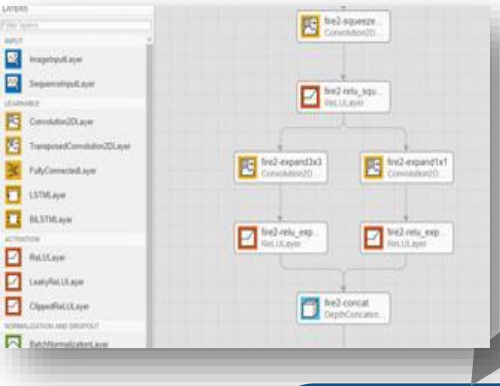 LAYERS
Filter layers...
INPUT
ImageInputLayer
SequenceInputLayer
LEARNABLE
Convolution2DLayer
TransposedConvolution2DLayer
FullyConnectedLayer
LSTMLayer
BiLSTMLayer
ACTIVATION
ReLULayer
LeakyReLULayer
ClippedReLULayer
NORMALIZATION AND DROPOUT
BatchNormalizationLayer
fire2-squeeze...
Convolution2D...
fire2-relu_squ...
ReLULayer
fire2-expand3x3
Convolution2D...
fire2-expand1x1
Convolution2D...
fire2-relu_exp...
ReLULayer
fire2-relu_exp...
ReLULayer
fire2-concat
DepthConcaten...